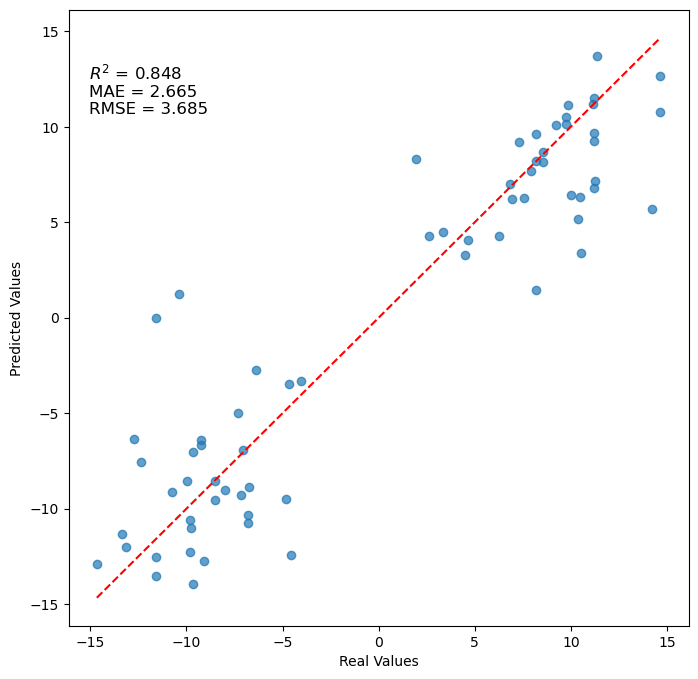 R² = 0.848
MAE = 2.665
RMSE = 3.685
15
10
5
0
−5
−10
−15
Predicted Values
−15 −10 −5 0 5 10 15
Real Values